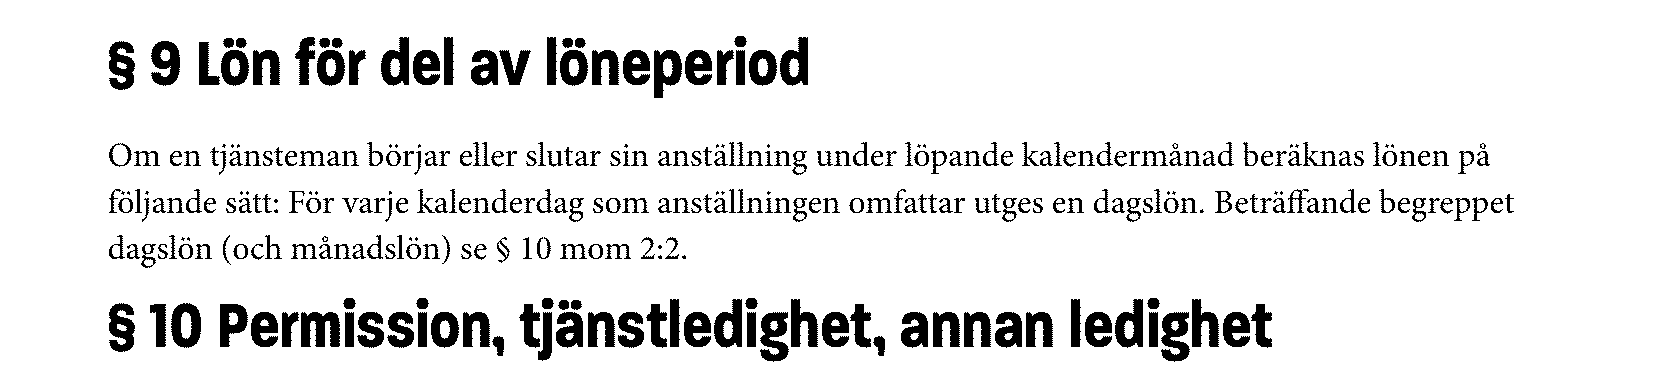 § 9 Lön för del av löneperiod
Om en tjänsteman börjar eller slutar sin anställning under löpande kalendermånad beräknas lönen på
följande sätt: För varje kalenderdag som anställningen omfattar utges en dagslön. Beträffande begreppet
dagslön (och månadslön) se § 10 mom 2:2.
§ 10 Permission, tjänstledighet, annan ledighet